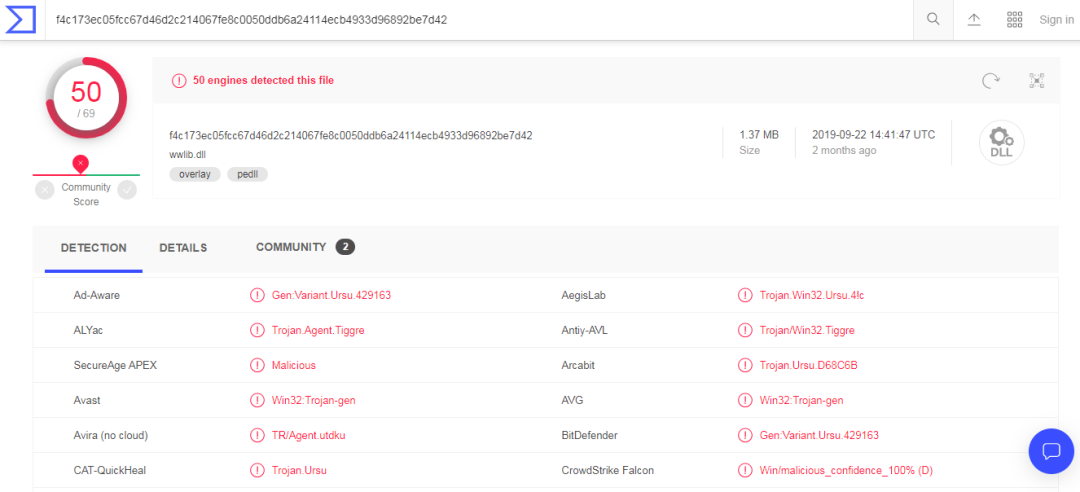 f4c173ec05fcc67d46d2c214067fe8c0050ddb6a24114ecb4933d96892be7d42
Sign in
50
/ 69
Community
Score
50 engines detected this file
f4c173ec05fcc67d46d2c214067fe8c0050ddb6a24114ecb4933d96892be7d42
wwlib.dll
overlay pedll
1.37 MB
Size
2019-09-22 14:41:47 UTC
2 months ago
DLL
DETECTION DETAILS COMMUNITY 2
Ad-Aware Gen:Variant.Ursu.429163 AegisLab Trojan.Win32.Ursu.4!c
ALYac Trojan.Agent.Tiggre Antiy-AVL Trojan/Win32.Tiggre
SecureAge APEX Malicious Arcabit Trojan.Ursu.D68C6B
Avast Win32:Trojan-gen AVG Win32:Trojan-gen
Avira (no cloud) TR/Agent.utdku BitDefender Gen:Variant.Ursu.429163
CAT-QuickHeal Trojan.Ursu CrowdStrike Falcon Win/malicious_confidence_100% (D)